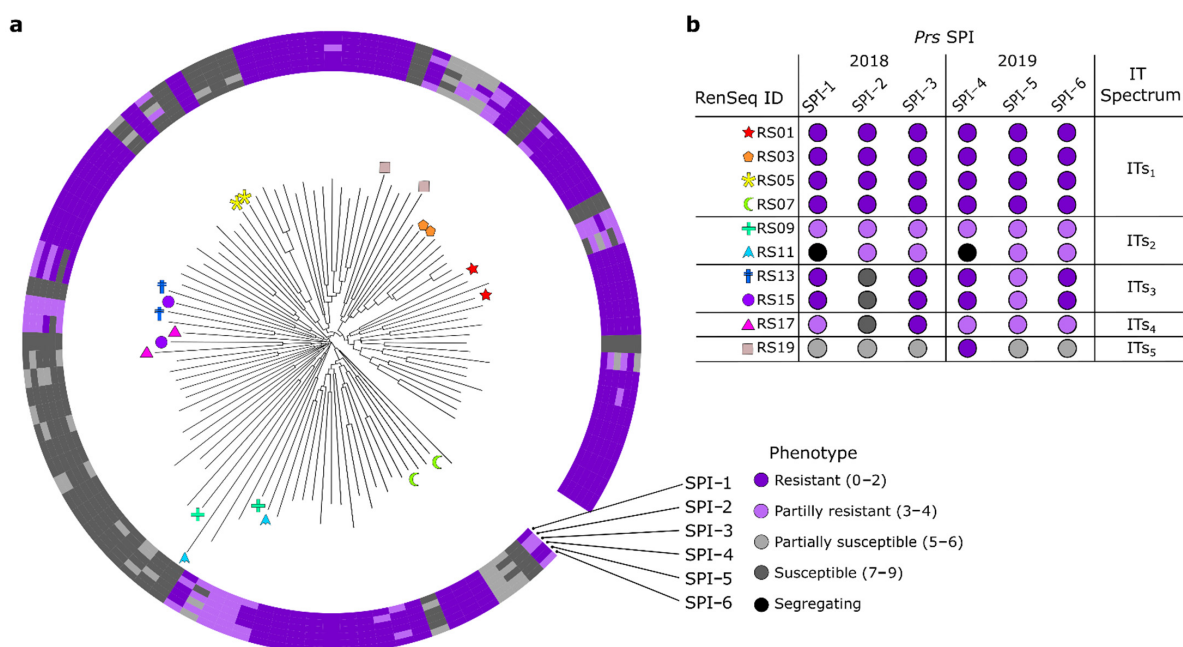 a
b
Prs SPI
2018
2019
RenSeq ID
SPI-1
SPI-2
SPI-3
SPI-4
SPI-5
SPI-6
IT
Spectrum
RS01
RS03
RS05
RS07
ITs₁
RS09
RS11
ITs₂
RS13
RS15
ITs₃
RS17
ITs₄
RS19
ITs₅
SPI-1
SPI-2
SPI-3
SPI-4
SPI-5
SPI-6
Phenotype
Resistant (0-2)
Partilly resistant (3-4)
Partially susceptible (5-6)
Susceptible (7-9)
Segregating